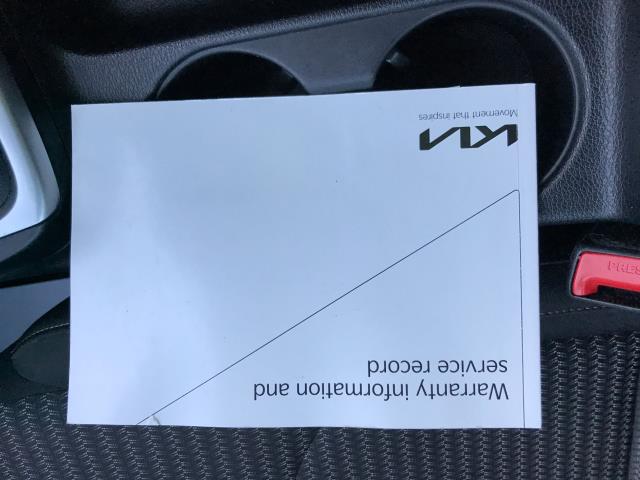 Warranty information and
service record
KIA
Movement that inspires
PRESS